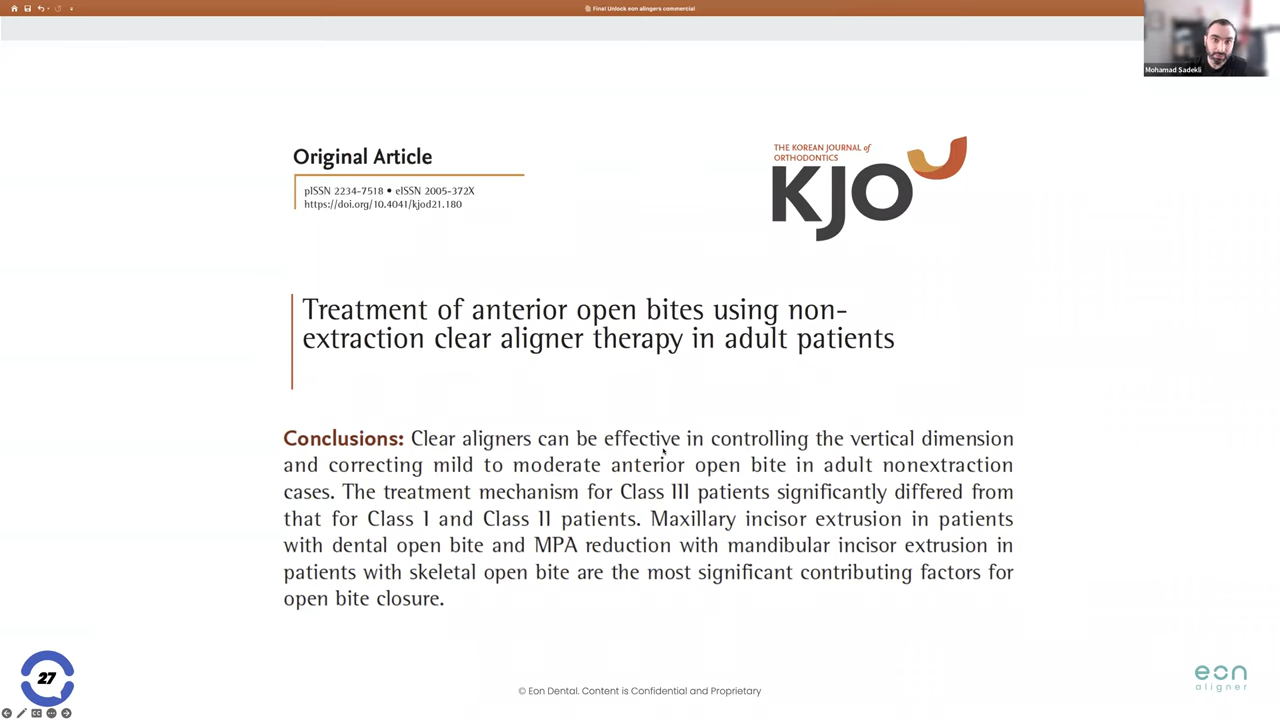 Final Unlock eon alingers commercial
Mohamad Sadekli
Original Article
pISSN 2234-7518 • eISSN 2005-372X
https://doi.org/10.4041/kjod21.180
THE KOREAN JOURNAL of
ORTHODONTICS
KJO
Treatment of anterior open bites using non-
extraction clear aligner therapy in adult patients
Conclusions: Clear aligners can be effective in controlling the vertical dimension
and correcting mild to moderate anterior open bite in adult nonextraction
cases. The treatment mechanism for Class III patients significantly differed from
that for Class I and Class II patients. Maxillary incisor extrusion in patients
with dental open bite and MPA reduction with mandibular incisor extrusion in
patients with skeletal open bite are the most significant contributing factors for
open bite closure.
27
© Eon Dental. Content is Confidential and Proprietary
eon
aligner